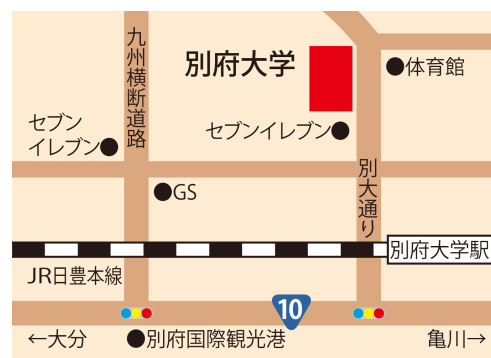 九州横断道路
別府大学
●体育館
セブン
イレブン●
セブンイレブン●
●GS
別大通り
別府大学駅
JR日豊本線
10
←大分
●別府国際観光港
亀川→